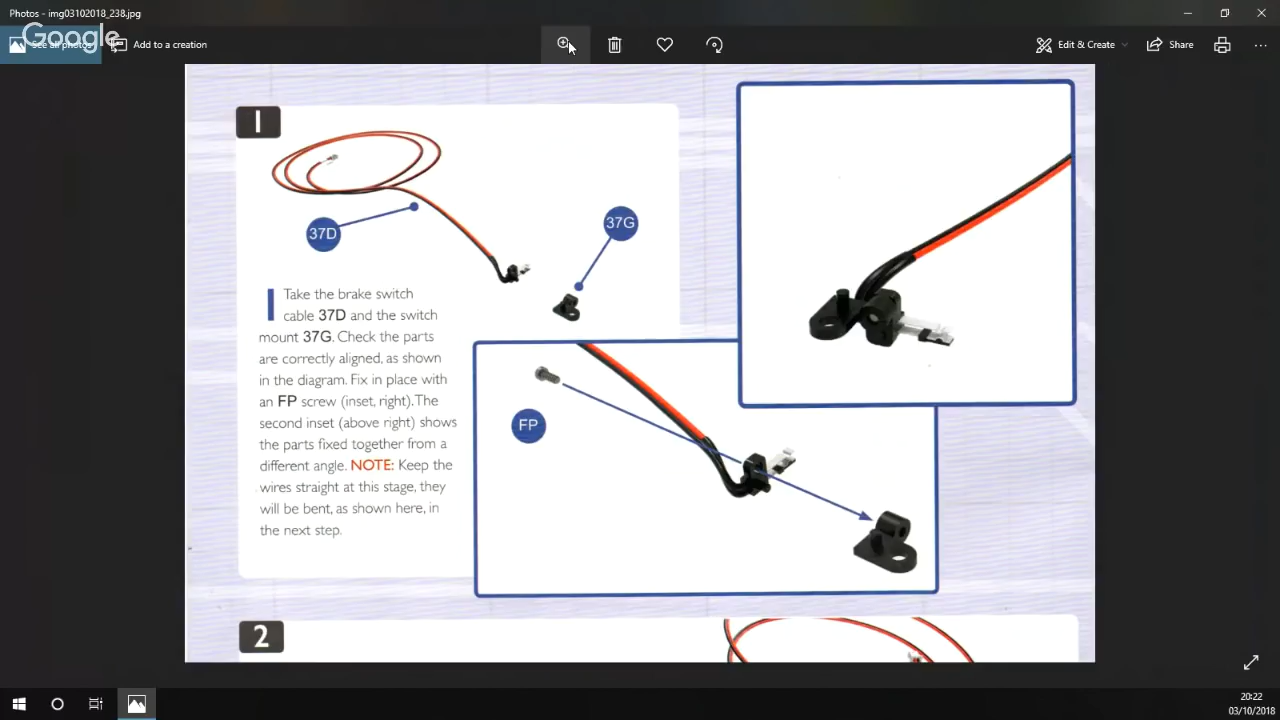 Photos - img03102018_238.jpg
Google
See all photos
Add to a creation
Edit & Create
Share
1
37D
37G
Take the brake switch
cable 37D and the switch
mount 37G. Check the parts
are correctly aligned, as shown
in the diagram. Fix in place with
an FP screw (inset, right).The
second inset (above right) shows
the parts fixed together from a
different angle. NOTE: Keep the
wires straight at this stage, they
will be bent, as shown here, in
the next step.
FP
2
20:22
03/10/2018